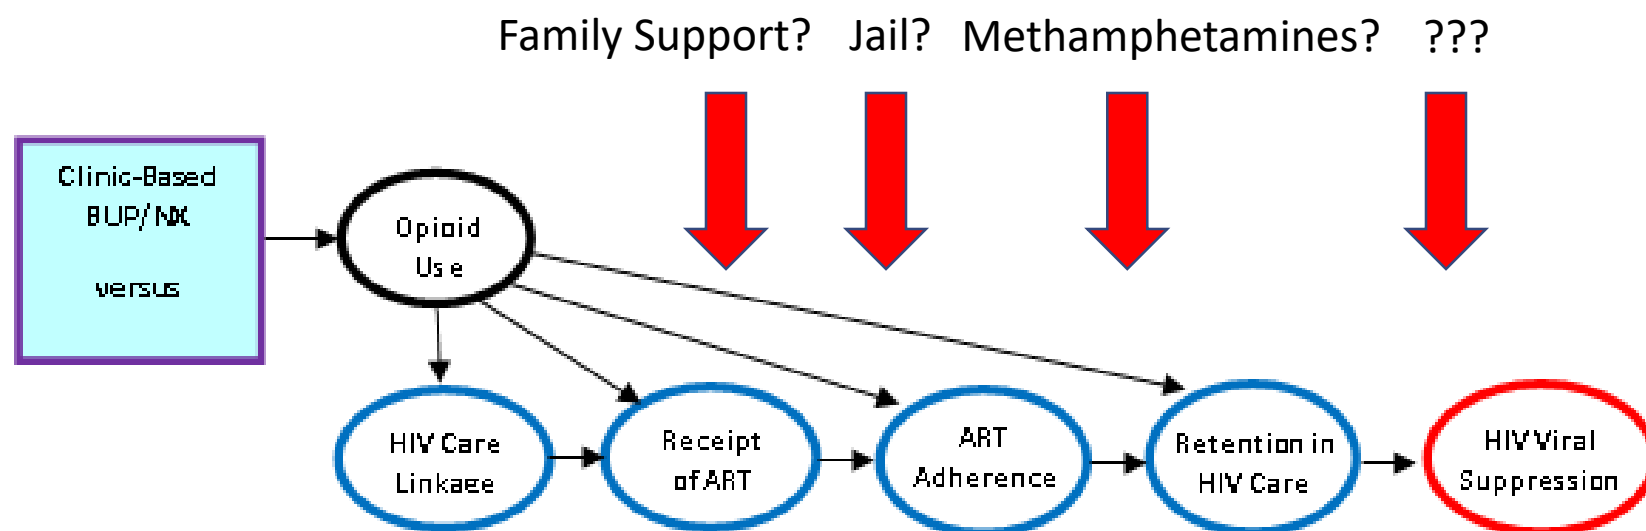 Family Support? Jail? Methamphetamines? ???
Clinic-Based
BUP/NX
versus
Opioid
Use
HIV Care
Linkage
Receipt
of ART
ART
Adherence
Retention in
HIV Care
HIV Viral
Suppression